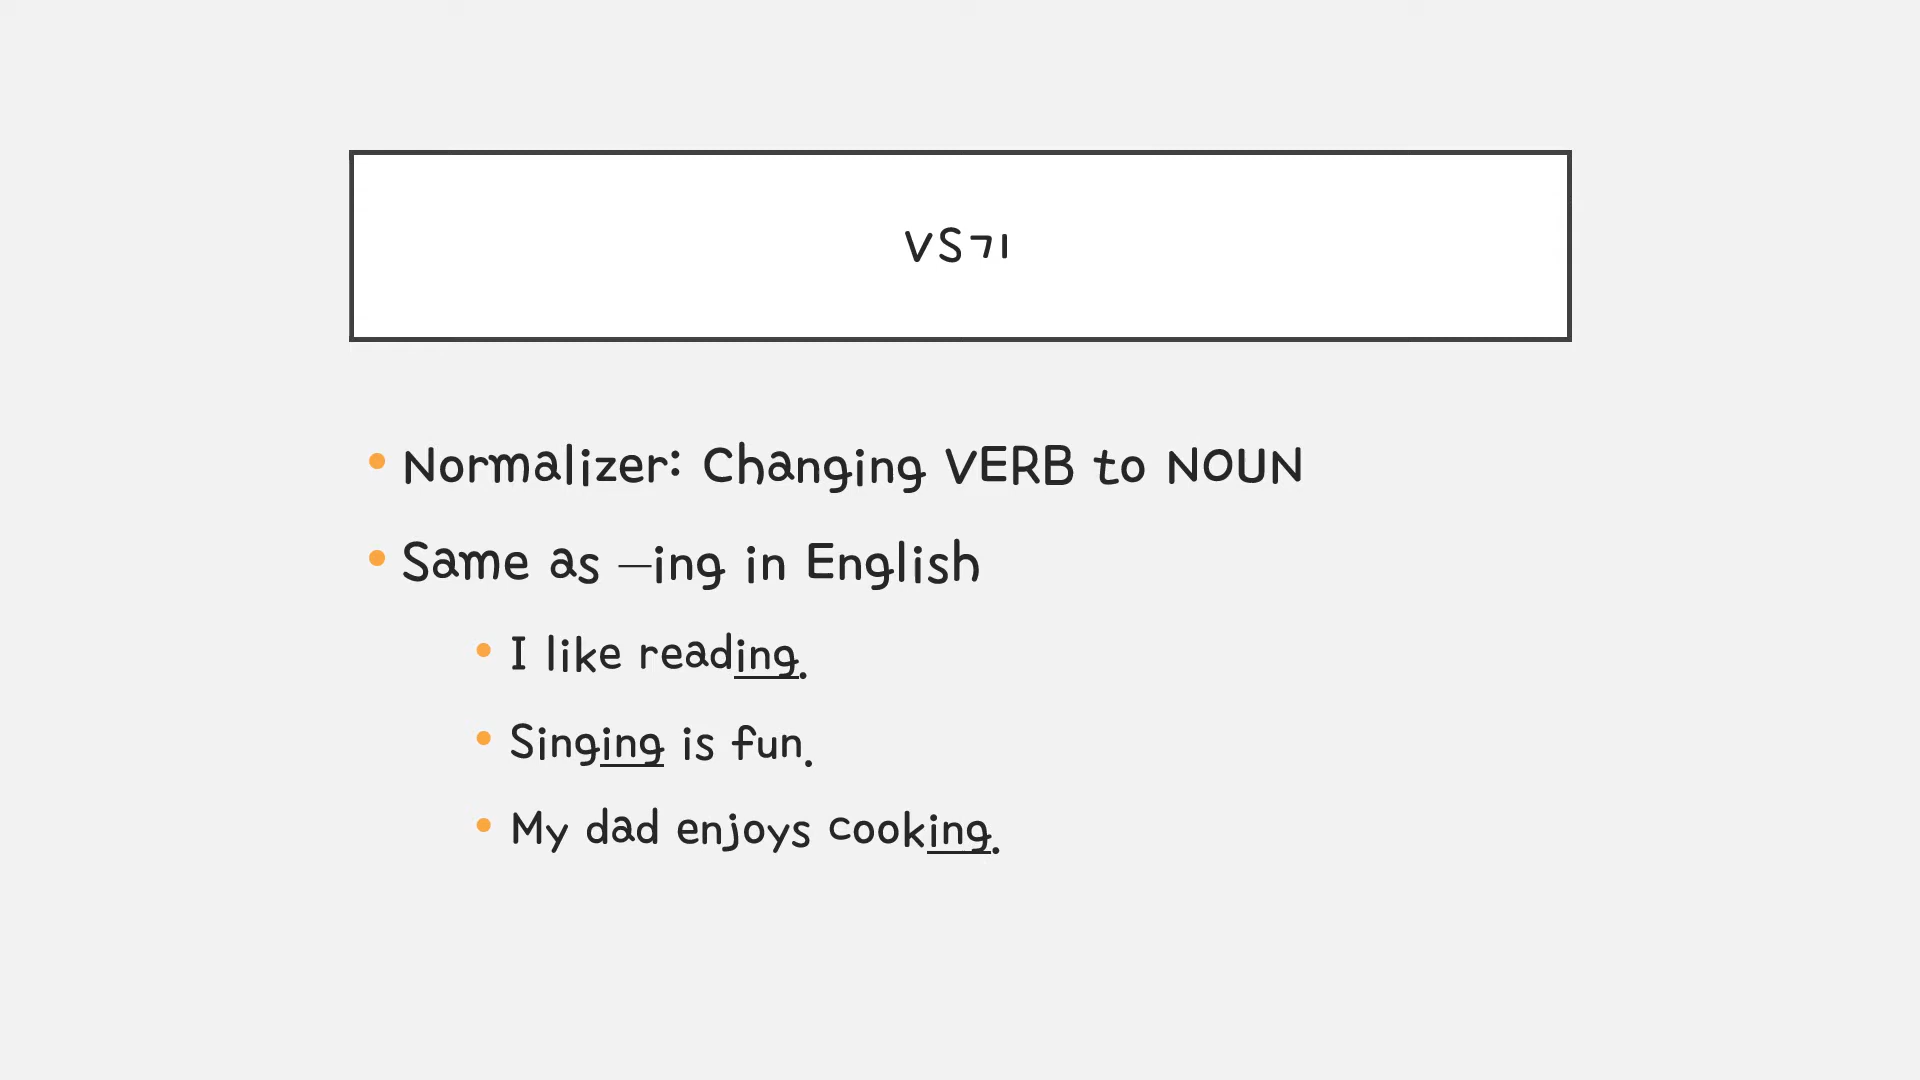 VS기
• Normalizer: Changing VERB to NOUN
• Same as –ing in English
• I like reading.
• Singing is fun.
• My dad enjoys cooking.